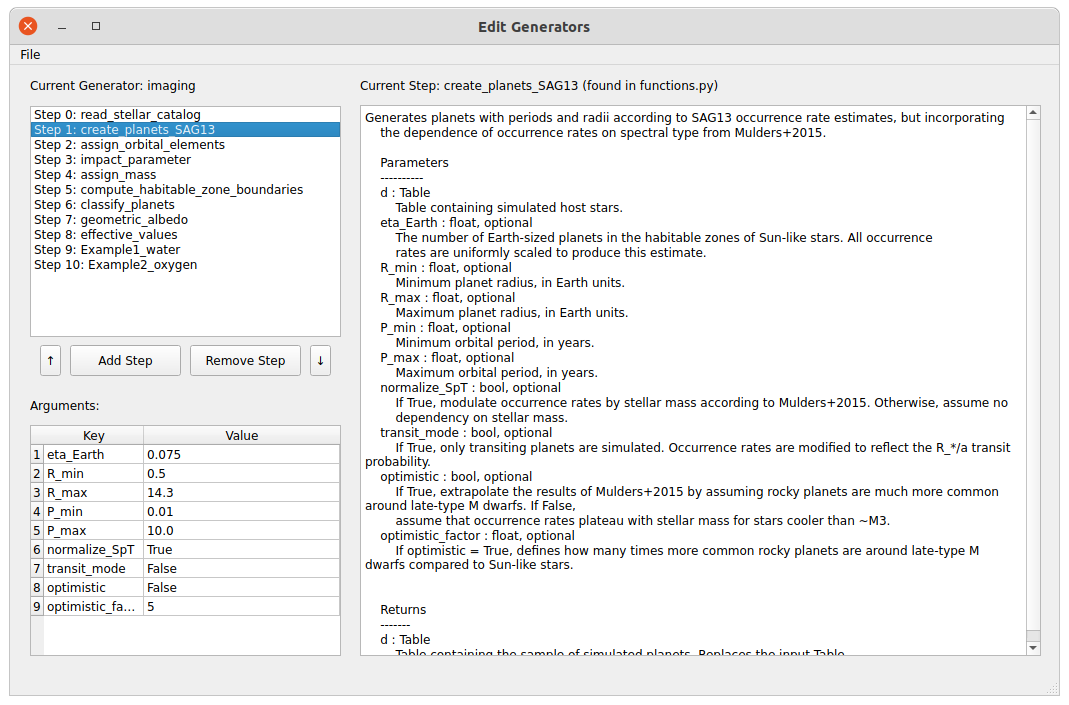 Edit Generators
File
Current Generator: imaging
Step 0: read_stellar_catalog
Step 1: create_planets_SAG13
Step 2: assign_orbital_elements
Step 3: impact_parameter
Step 4: assign_mass
Step 5: compute_habitable_zone_boundaries
Step 6: classify_planets
Step 7: geometric_albedo
Step 8: effective_values
Step 9: Example1_water
Step 10: Example2_oxygen
↑ Add Step Remove Step ↓
Arguments:
Key Value
1 eta_Earth 0.075
2 R_min 0.5
3 R_max 14.3
4 P_min 0.01
5 P_max 10.0
6 normalize_SpT True
7 transit_mode False
8 optimistic False
9 optimistic_fa... 5
Current Step: create_planets_SAG13 (found in functions.py)
Generates planets with periods and radii according to SAG13 occurrence rate estimates, but incorporating
the dependence of occurrence rates on spectral type from Mulders+2015.
Parameters
----------
d : Table
Table containing simulated host stars.
eta_Earth : float, optional
The number of Earth-sized planets in the habitable zones of Sun-like stars. All occurrence
rates are uniformly scaled to produce this estimate.
R_min : float, optional
Minimum planet radius, in Earth units.
R_max : float, optional
Maximum planet radius, in Earth units.
P_min : float, optional
Minimum orbital period, in years.
P_max : float, optional
Maximum orbital period, in years.
normalize_SpT : bool, optional
If True, modulate occurrence rates by stellar mass according to Mulders+2015. Otherwise, assume no
dependency on stellar mass.
transit_mode : bool, optional
If True, only transiting planets are simulated. Occurrence rates are modified to reflect the R_*/a transit
probability.
optimistic : bool, optional
If True, extrapolate the results of Mulders+2015 by assuming rocky planets are much more common
around late-type M dwarfs. If False,
assume that occurrence rates plateau with stellar mass for stars cooler than ~M3.
optimistic_factor : float, optional
If optimistic = True, defines how many times more common rocky planets are around late-type M
dwarfs compared to Sun-like stars.
Returns
-------
d : Table
Table containing the sample of simulated planets. Replaces the input Table.